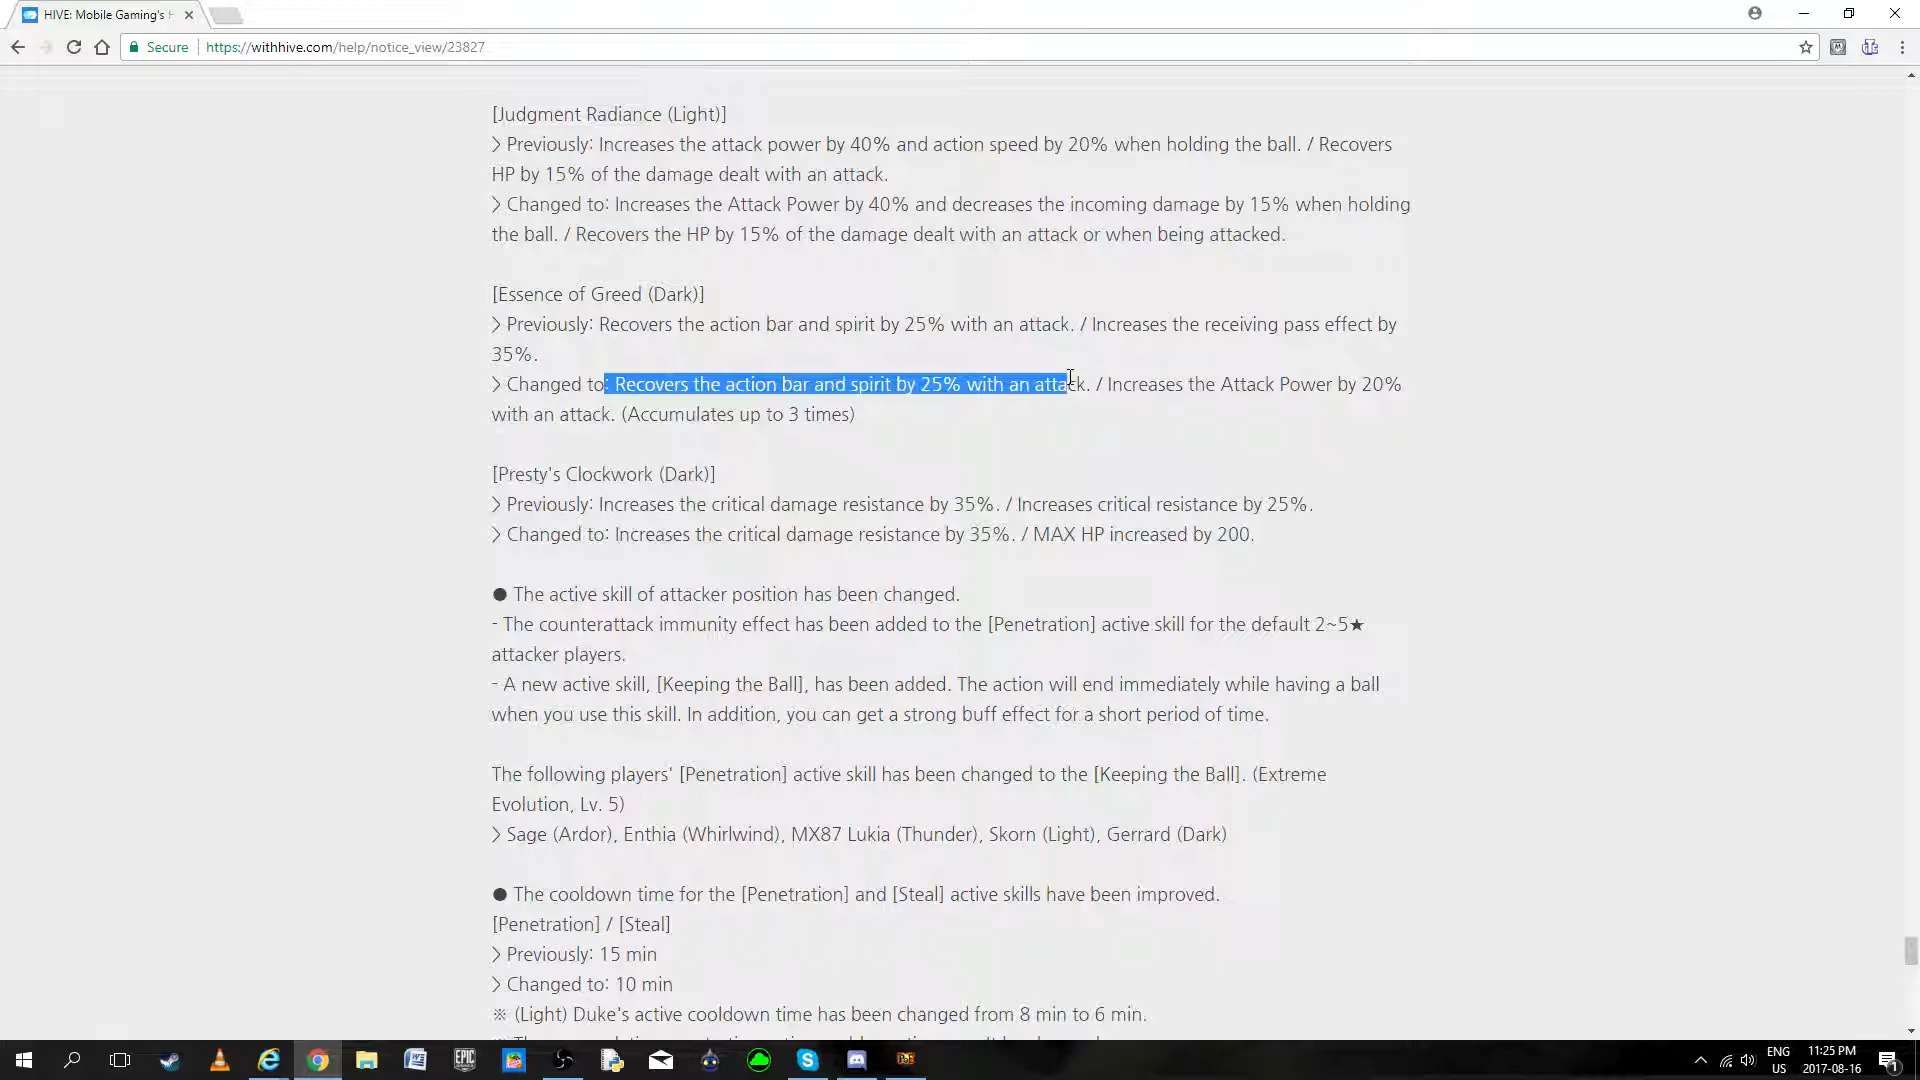 HIVE: Mobile Gaming's H
Secure https://withhive.com/help/notice_view/23827
[Judgment Radiance (Light)]
> Previously: Increases the attack power by 40% and action speed by 20% when holding the ball. / Recovers
HP by 15% of the damage dealt with an attack.
> Changed to: Increases the Attack Power by 40% and decreases the incoming damage by 15% when holding
the ball. / Recovers the HP by 15% of the damage dealt with an attack or when being attacked.
[Essence of Greed (Dark)]
> Previously: Recovers the action bar and spirit by 25% with an attack. / Increases the receiving pass effect by
35%.
> Changed to: Recovers the action bar and spirit by 25% with an attack. / Increases the Attack Power by 20%
with an attack. (Accumulates up to 3 times)
[Presty's Clockwork (Dark)]
> Previously: Increases the critical damage resistance by 35%. / Increases critical resistance by 25%.
> Changed to: Increases the critical damage resistance by 35%. / MAX HP increased by 200.
● The active skill of attacker position has been changed.
- The counterattack immunity effect has been added to the [Penetration] active skill for the default 2~5★
attacker players.
- A new active skill, [Keeping the Ball], has been added. The action will end immediately while having a ball
when you use this skill. In addition, you can get a strong buff effect for a short period of time.
The following players' [Penetration] active skill has been changed to the [Keeping the Ball]. (Extreme
Evolution, Lv. 5)
> Sage (Ardor), Enthia (Whirlwind), MX87 Lukia (Thunder), Skorn (Light), Gerrard (Dark)
● The cooldown time for the [Penetration] and [Steal] active skills have been improved.
[Penetration] / [Steal]
> Previously: 15 min
> Changed to: 10 min
※ (Light) Duke's active cooldown time has been changed from 8 min to 6 min.
EPIC
GAMES
ENG
US
11:25 PM
2017-08-16
1